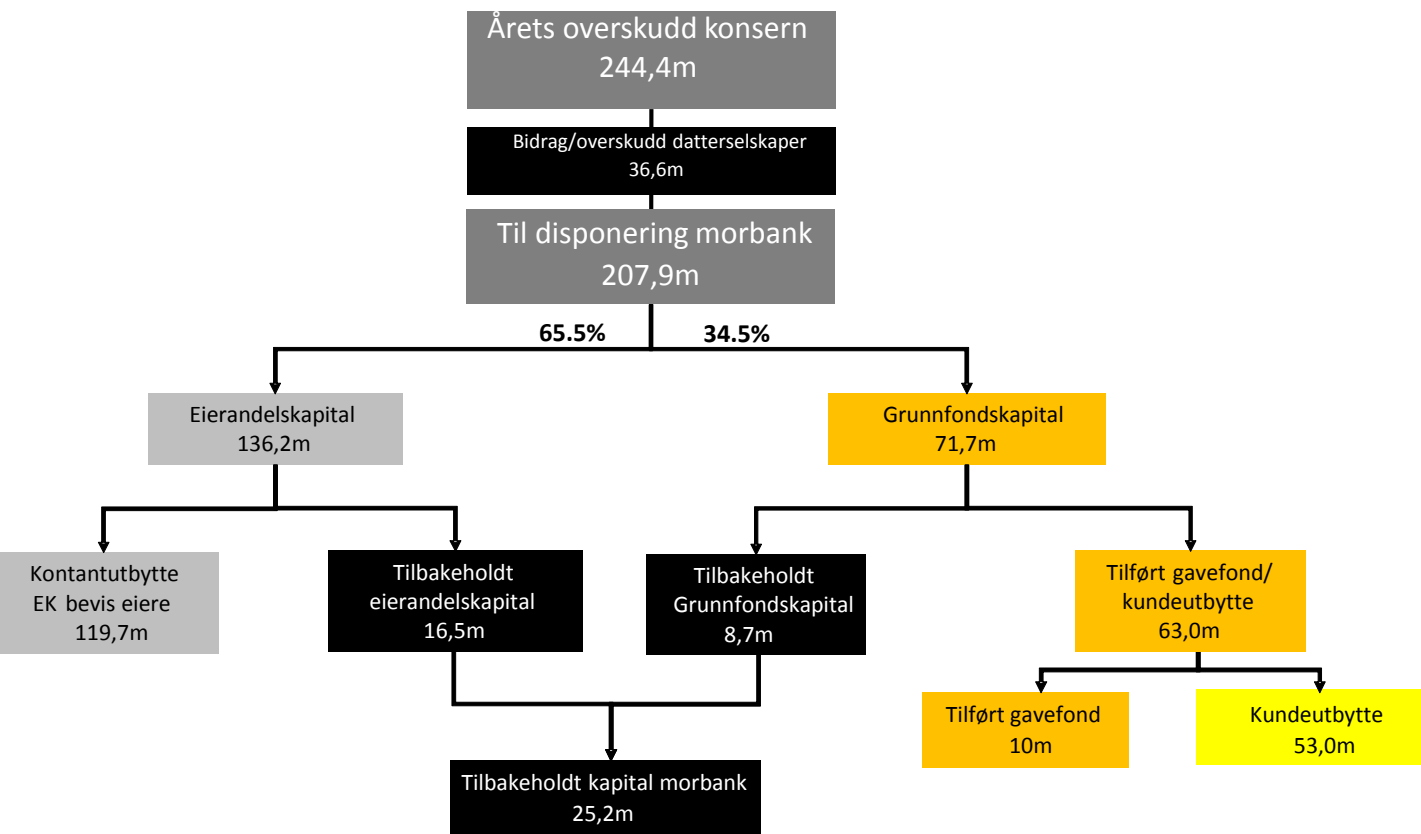 Årets overskudd konsern
244,4m
Bidrag/overskudd datterselskaper
36,6m
Til disponering morbank
207,9m
65.5%
34.5%
Eierandelskapital
136,2m
Grunnfondskapital
71,7m
Kontantutbytte
EK bevis eiere
119,7m
Tilbakeholdt
eierandelskapital
16,5m
Tilbakeholdt
Grunnfondskapital
8,7m
Tilført gavefond/
kundeutbytte
63,0m
Tilført gavefond
10m
Kundeutbytte
53,0m
Tilbakeholdt kapital morbank
25,2m